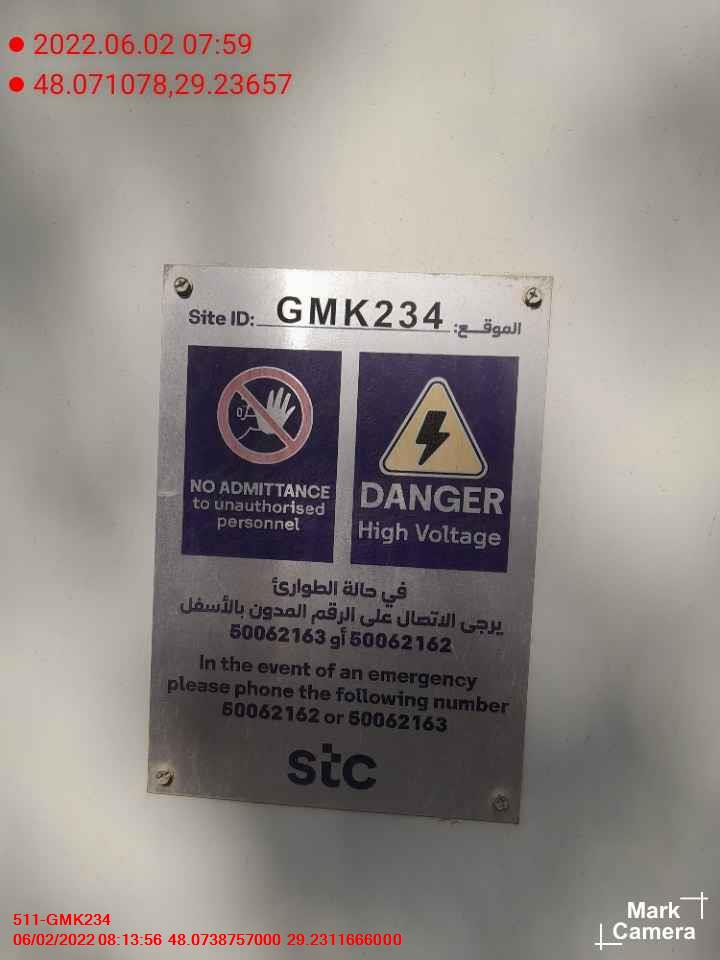 2022.06.02 07:59
48.071078,29.23657
Site ID: GMK234 الموقـــع:
NO ADMITTANCE
to unauthorised
personnel
DANGER
High Voltage
في حالة الطوارئ
يرجى الاتصال على الرقم المدون بالأسفل
50062162 أو 50062163
In the event of an emergency
please phone the following number
50062162 or 50062163
stc
511-GMK234
06/02/2022 08:13:56 48.0738757000 29.2311666000
Mark
Camera